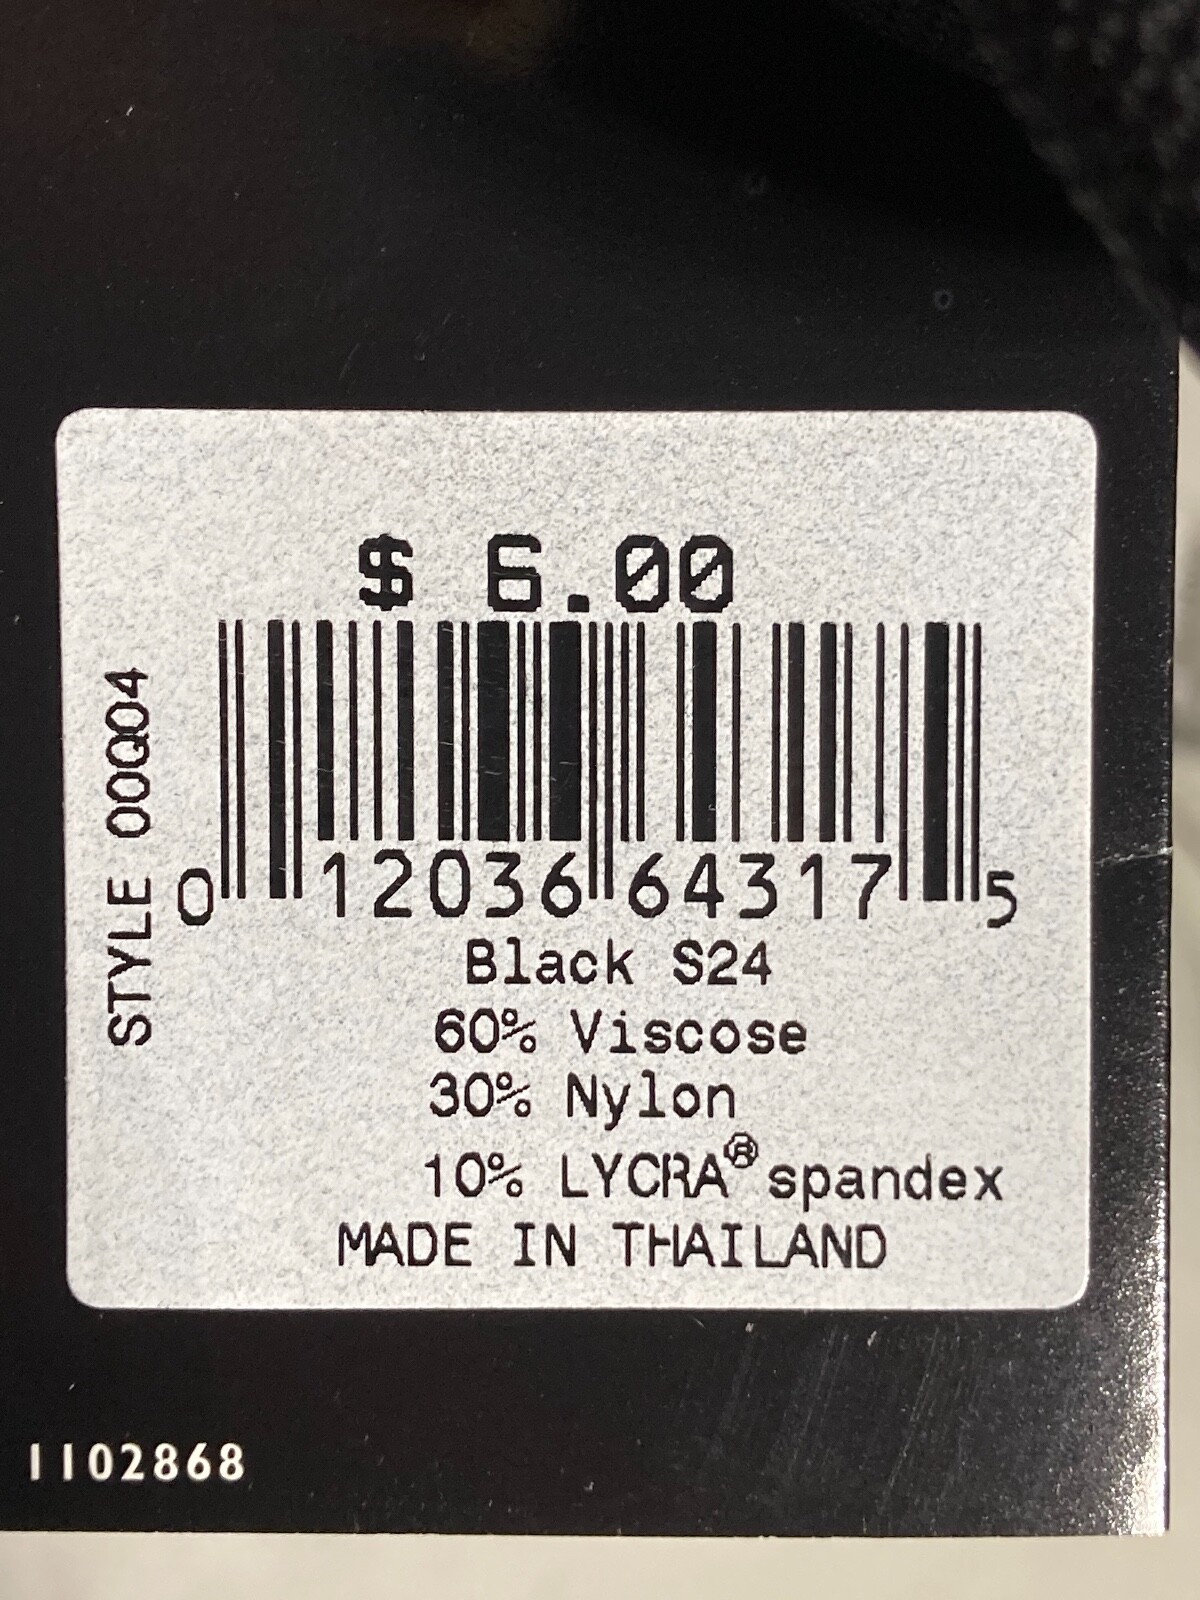 $ 6.00
STYLE 00Q04
0 12036 64317 5
Black S24
60% Viscose
30% Nylon
10% LYCRA® spandex
MADE IN THAILAND
1102868